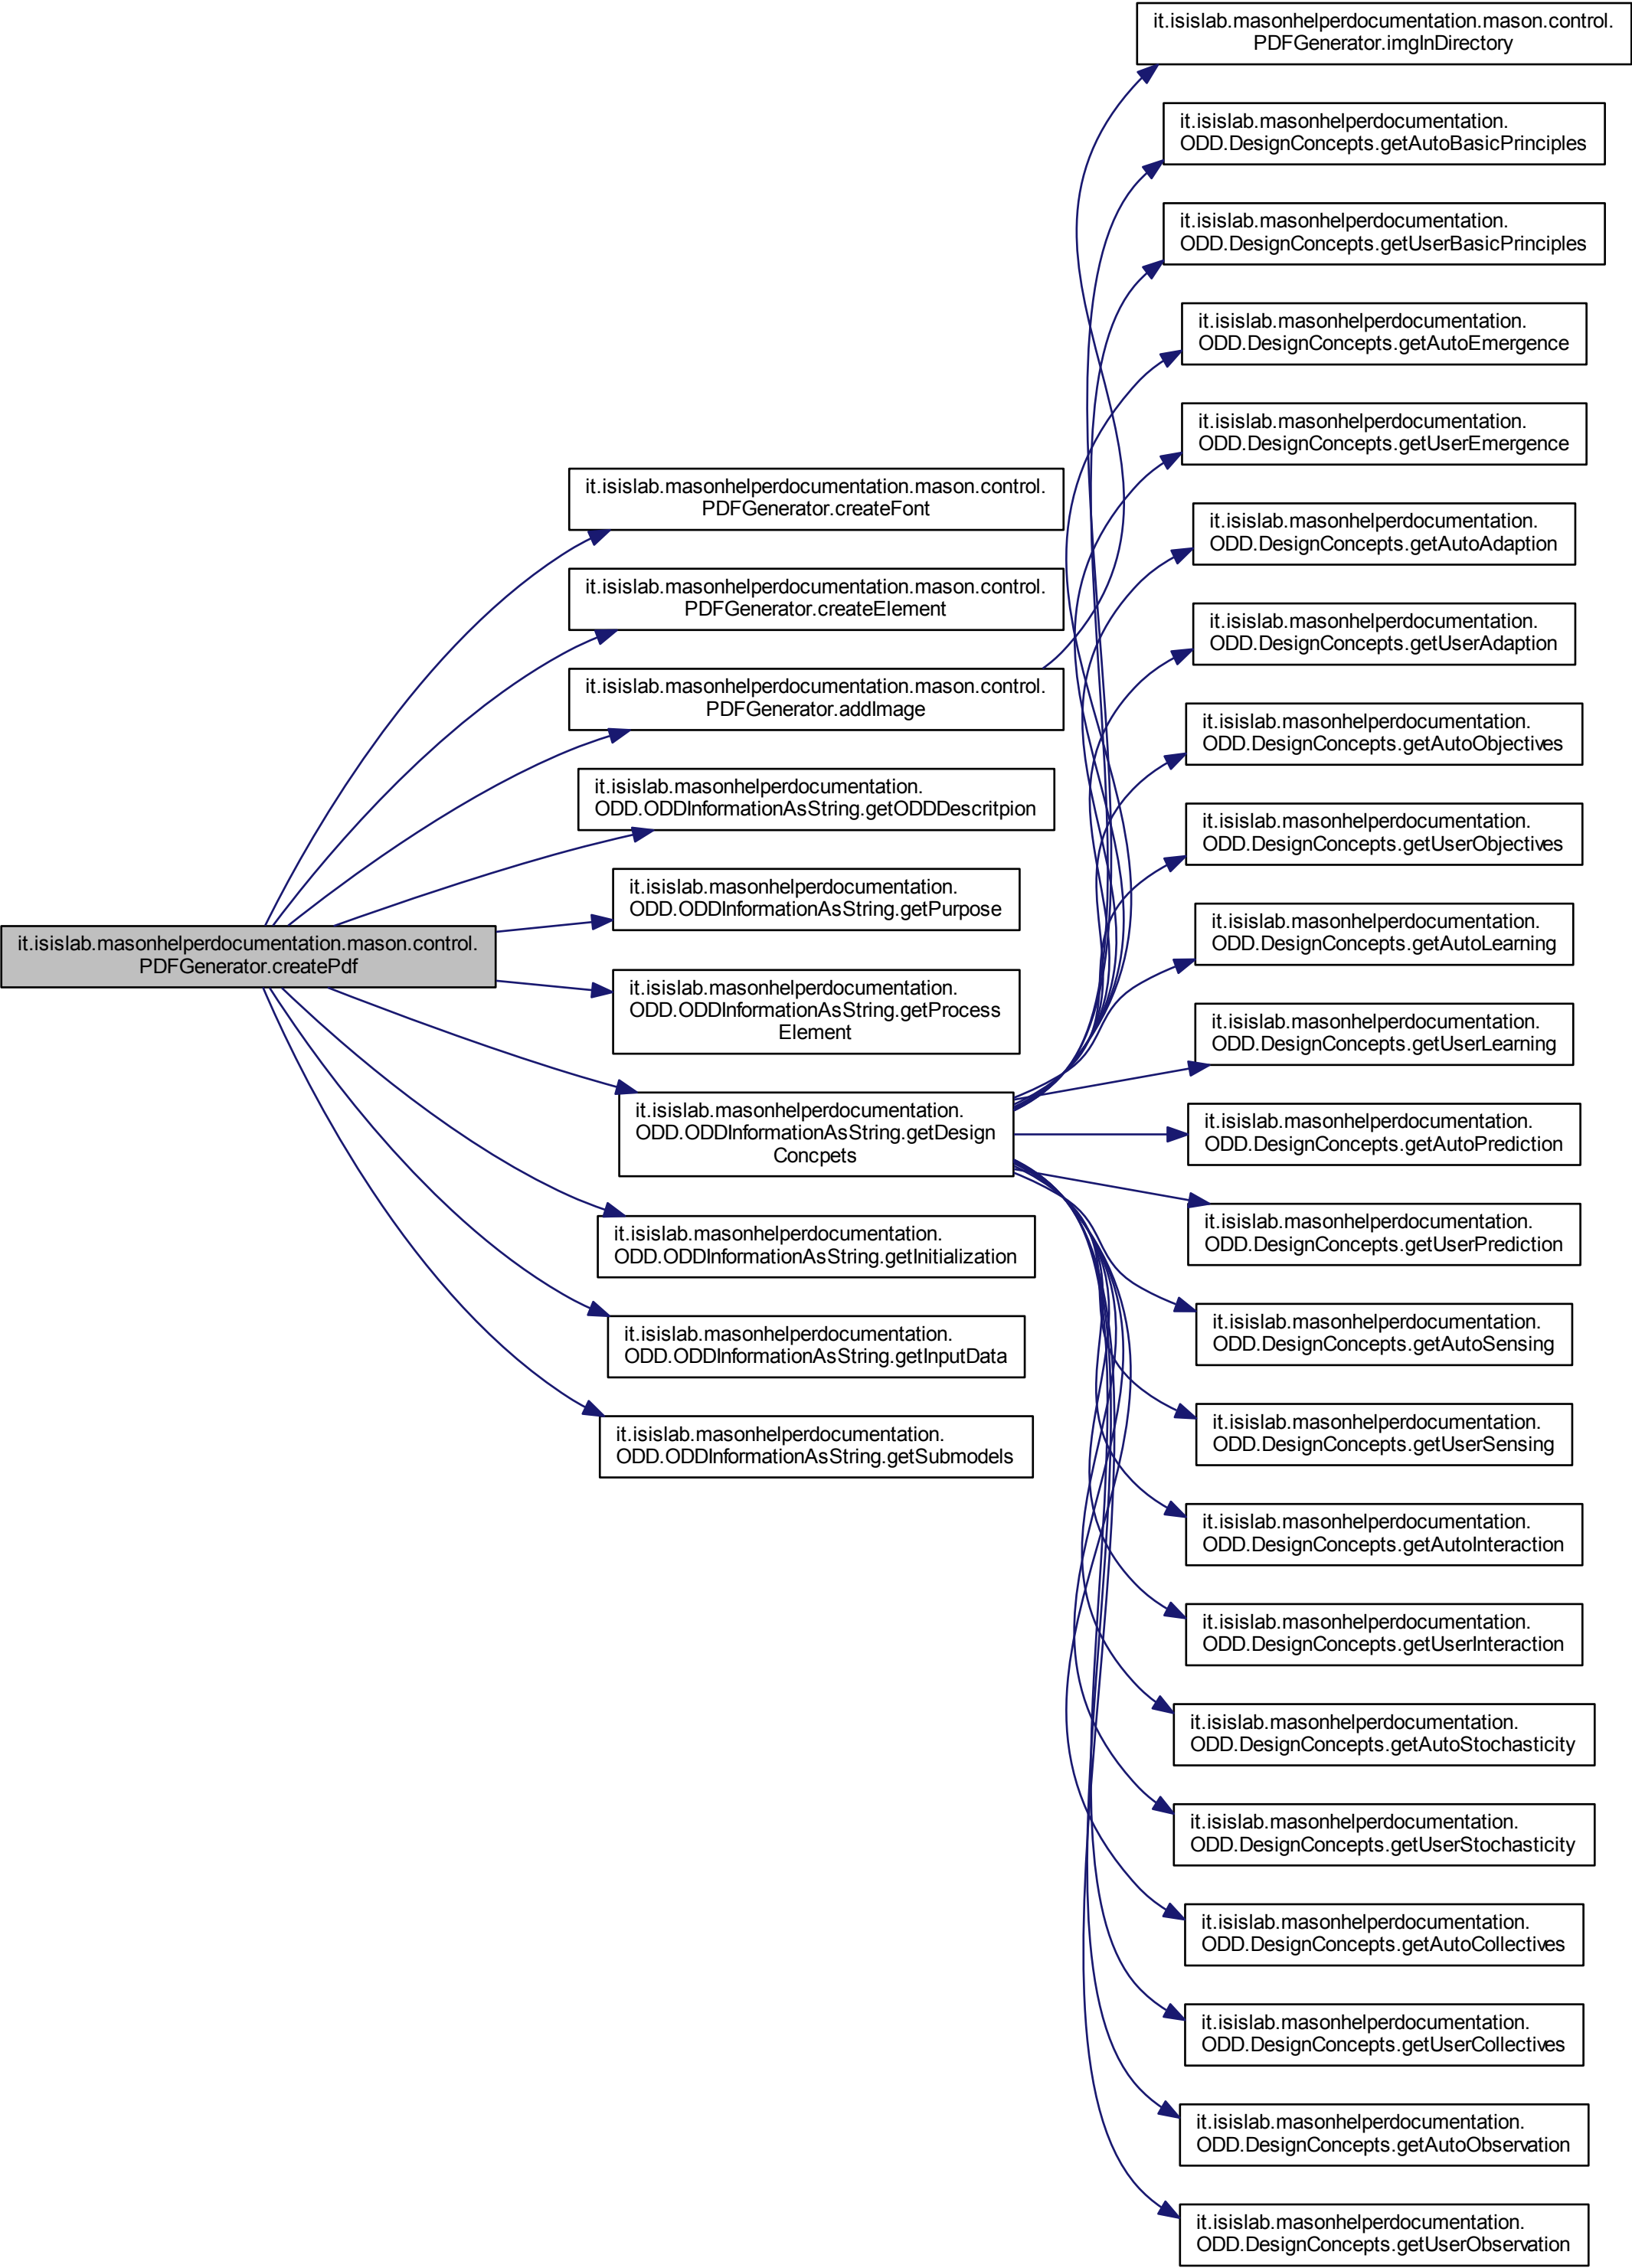 it.isislab.masonhelperdocumentation.mason.control.
PDFGenerator.createPdf
it.isislab.masonhelperdocumentation.mason.control.
PDFGenerator.createFont
it.isislab.masonhelperdocumentation.mason.control.
PDFGenerator.createElement
it.isislab.masonhelperdocumentation.mason.control.
PDFGenerator.addImage
it.isislab.masonhelperdocumentation.
ODD.ODDInformationAsString.getODDDescritpion
it.isislab.masonhelperdocumentation.
ODD.ODDInformationAsString.getPurpose
it.isislab.masonhelperdocumentation.
ODD.ODDInformationAsString.getProcess
Element
it.isislab.masonhelperdocumentation.
ODD.ODDInformationAsString.getDesign
Concpets
it.isislab.masonhelperdocumentation.
ODD.ODDInformationAsString.getInitialization
it.isislab.masonhelperdocumentation.
ODD.ODDInformationAsString.getInputData
it.isislab.masonhelperdocumentation.
ODD.ODDInformationAsString.getSubmodels
it.isislab.masonhelperdocumentation.mason.control.
PDFGenerator.imgInDirectory
it.isislab.masonhelperdocumentation.
ODD.DesignConcepts.getAutoBasicPrinciples
it.isislab.masonhelperdocumentation.
ODD.DesignConcepts.getUserBasicPrinciples
it.isislab.masonhelperdocumentation.
ODD.DesignConcepts.getAutoEmergence
it.isislab.masonhelperdocumentation.
ODD.DesignConcepts.getUserEmergence
it.isislab.masonhelperdocumentation.
ODD.DesignConcepts.getAutoAdaption
it.isislab.masonhelperdocumentation.
ODD.DesignConcepts.getUserAdaption
it.isislab.masonhelperdocumentation.
ODD.DesignConcepts.getAutoObjectives
it.isislab.masonhelperdocumentation.
ODD.DesignConcepts.getUserObjectives
it.isislab.masonhelperdocumentation.
ODD.DesignConcepts.getAutoLearning
it.isislab.masonhelperdocumentation.
ODD.DesignConcepts.getUserLearning
it.isislab.masonhelperdocumentation.
ODD.DesignConcepts.getAutoPrediction
it.isislab.masonhelperdocumentation.
ODD.DesignConcepts.getUserPrediction
it.isislab.masonhelperdocumentation.
ODD.DesignConcepts.getAutoSensing
it.isislab.masonhelperdocumentation.
ODD.DesignConcepts.getUserSensing
it.isislab.masonhelperdocumentation.
ODD.DesignConcepts.getAutoInteraction
it.isislab.masonhelperdocumentation.
ODD.DesignConcepts.getUserInteraction
it.isislab.masonhelperdocumentation.
ODD.DesignConcepts.getAutoStochasticity
it.isislab.masonhelperdocumentation.
ODD.DesignConcepts.getUserStochasticity
it.isislab.masonhelperdocumentation.
ODD.DesignConcepts.getAutoCollectives
it.isislab.masonhelperdocumentation.
ODD.DesignConcepts.getUserCollectives
it.isislab.masonhelperdocumentation.
ODD.DesignConcepts.getAutoObservation
it.isislab.masonhelperdocumentation.
ODD.DesignConcepts.getUserObservation